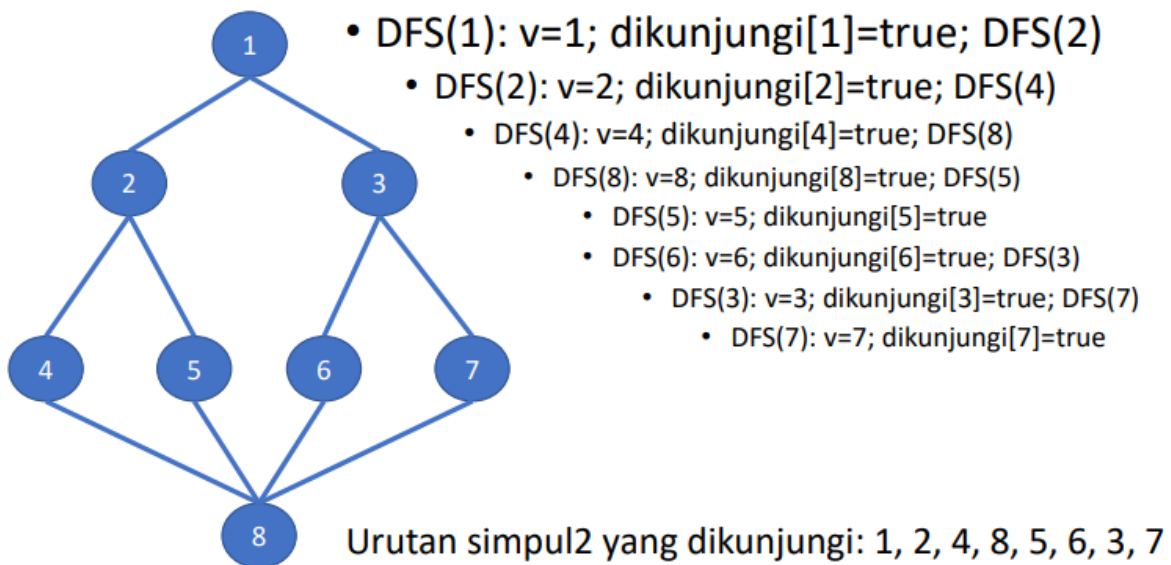 1
• DFS(1): v=1; dikunjungi[1]=true; DFS(2)
• DFS(2): v=2; dikunjungi[2]=true; DFS(4)
• DFS(4): v=4; dikunjungi[4]=true; DFS(8)
2
3
• DFS(8): v=8; dikunjungi[8]=true; DFS(5)
• DFS(5): v=5; dikunjungi[5]=true
• DFS(6): v=6; dikunjungi[6]=true; DFS(3)
• DFS(3): v=3; dikunjungi[3]=true; DFS(7)
• DFS(7): v=7; dikunjungi[7]=true
4
5
6
7
8
Urutan simpul2 yang dikunjungi: 1, 2, 4, 8, 5, 6, 3, 7